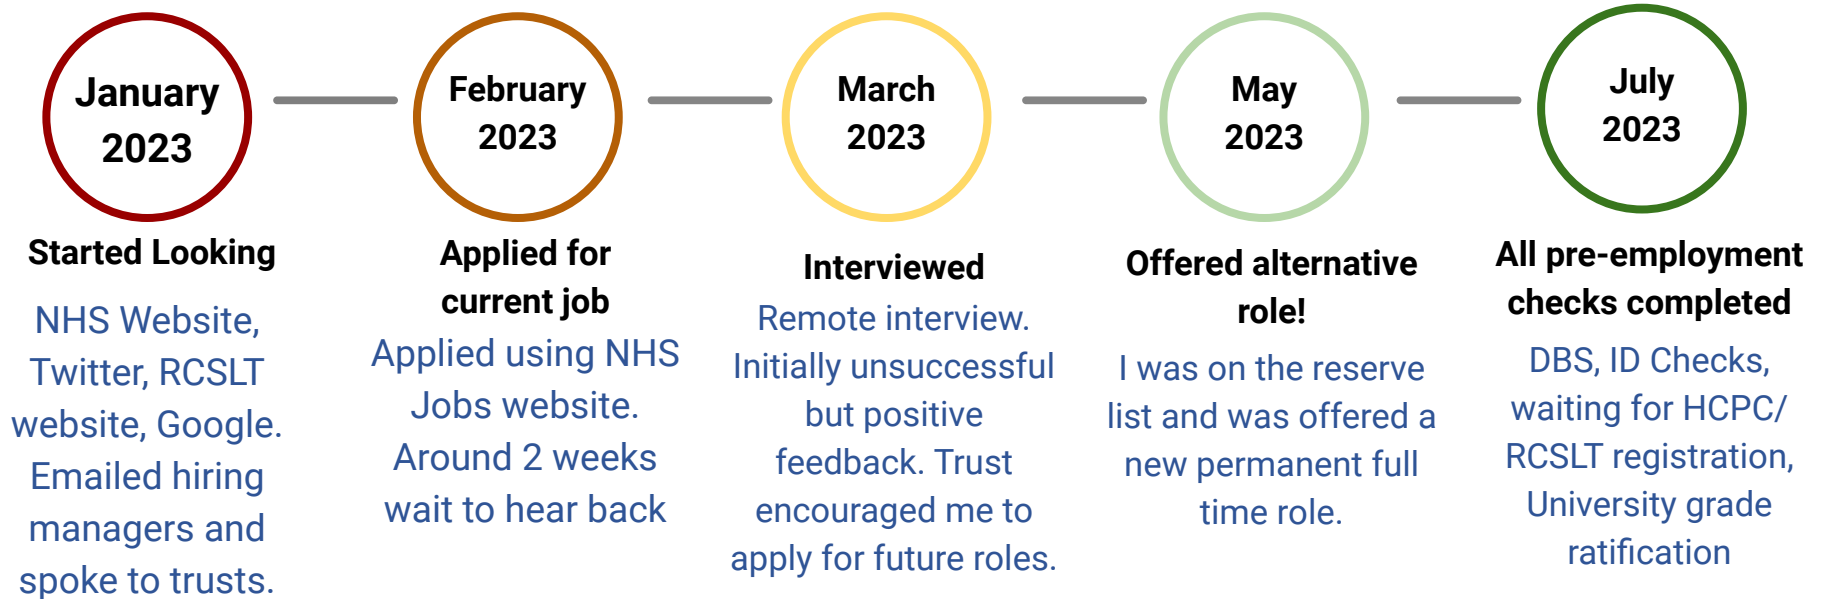 January
2023
Started Looking
NHS Website,
Twitter, RCSLT
website, Google.
Emailed hiring
managers and
spoke to trusts.
February
2023
Applied for
current job
Applied using NHS
Jobs website.
Around 2 weeks
wait to hear back
March
2023
Interviewed
Remote interview.
Initially unsuccessful
but positive
feedback. Trust
encouraged me to
apply for future roles.
May
2023
Offered alternative
role!
I was on the reserve
list and was offered a
new permanent full
time role.
July
2023
All pre-employment
checks completed
DBS, ID Checks,
waiting for HCPC/
RCSLT registration,
University grade
ratification